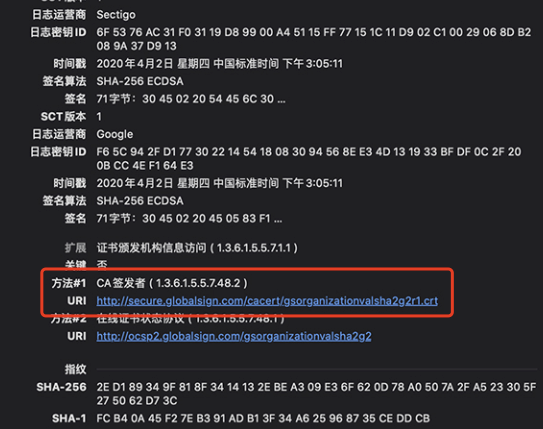 日志运营商 Sectigo
日志密钥ID 6F 53 76 AC 31 F0 31 19 D8 99 00 A4 51 15 FF 77 15 1C 11 D9 02 C1 00 29 06 8D B2
08 9A 37 D9 13
时间戳 2020年4月2日 星期四 中国标准时间 下午3:05:11
签名算法 SHA-256 ECDSA
签名 71字节：30 45 02 20 54 45 6C 30 ...
SCT版本 1
日志运营商 Google
日志密钥ID F6 5C 94 2F D1 77 30 22 14 54 18 08 30 94 56 8E E3 4D 13 19 33 BF DF 0C 2F 20
0B CC 4E F1 64 E3
时间戳 2020年4月2日 星期四 中国标准时间 下午3:05:11
签名算法 SHA-256 ECDSA
签名 71字节：30 45 02 20 45 05 83 F1 ...
扩展 证书颁发机构信息访问 ( 1.3.6.1.5.5.7.1.1 )
关键 否
方法#1 CA签发者 ( 1.3.6.1.5.5.7.48.2 )
URI http://secure.globalsign.com/cacert/gsorganizationvalsha2g2r1.crt
方法#2 在线证书状态协议 ( 1.3.6.1.5.5.7.48.1 )
URI http://ocsp2.globalsign.com/gsorganizationvalsha2g2
指纹
SHA-256 2E D1 89 34 9F 81 8F 34 14 13 2E BE A3 09 E3 6F 62 0D 78 A0 50 7A 2F A5 23 30 5F
27 50 62 D7 3C
SHA-1 FC B4 0A 45 F2 7E B3 91 AD B1 3F 34 A6 25 96 87 35 CE DD CB